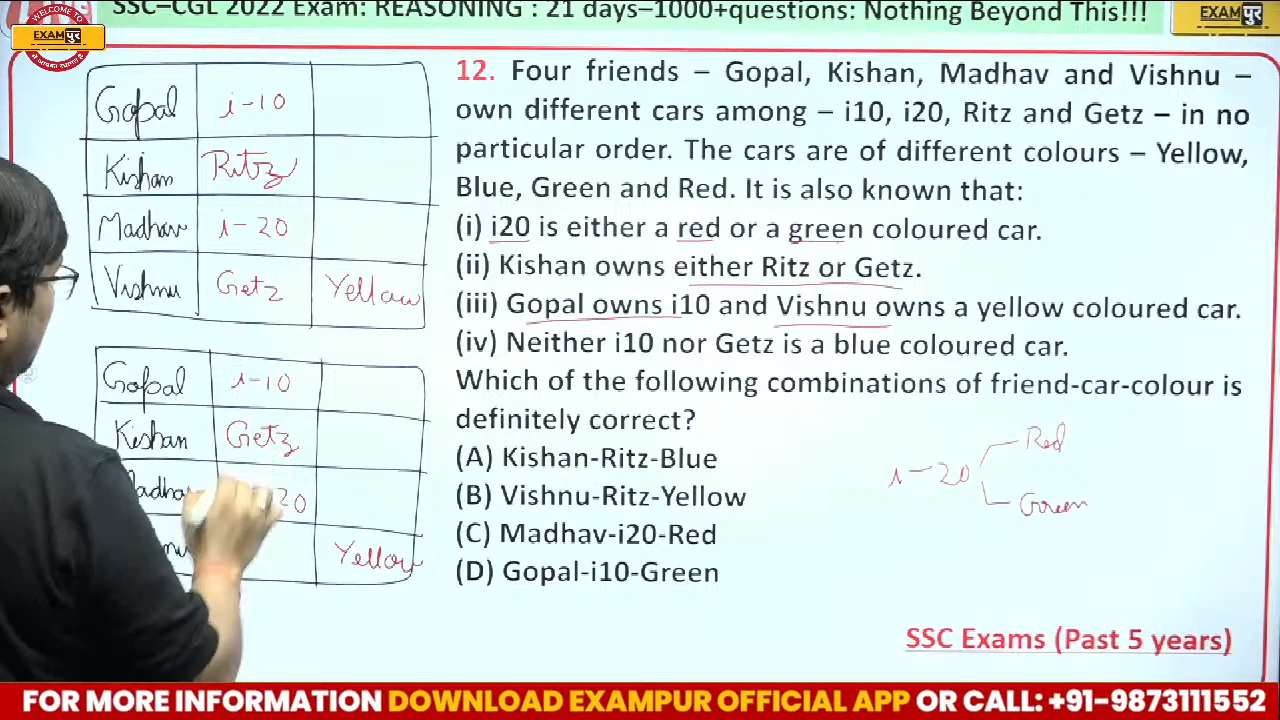 SSC–CGL 2022 Exam: REASONING : 21 days–1000+questions: Nothing Beyond This!!!
WELCOME TO
EXAMपुर
EXAMपुर
Gopal i-10
Kishan Ritz
Madhav i-20
Vishnu Getz Yellow
Gopal i-10
Kishan Getz
20
Yellow
12. Four friends – Gopal, Kishan, Madhav and Vishnu –
own different cars among – i10, i20, Ritz and Getz – in no
particular order. The cars are of different colours – Yellow,
Blue, Green and Red. It is also known that:
(i) i20 is either a red or a green coloured car.
(ii) Kishan owns either Ritz or Getz.
(iii) Gopal owns i10 and Vishnu owns a yellow coloured car.
(iv) Neither i10 nor Getz is a blue coloured car.
Which of the following combinations of friend-car-colour is
definitely correct?
(A) Kishan-Ritz-Blue
(B) Vishnu-Ritz-Yellow
(C) Madhav-i20-Red
(D) Gopal-i10-Green
i-20 Red
Green
SSC Exams (Past 5 years)
FOR MORE INFORMATION DOWNLOAD EXAMPUR OFFICIAL APP OR CALL: +91-9873111552